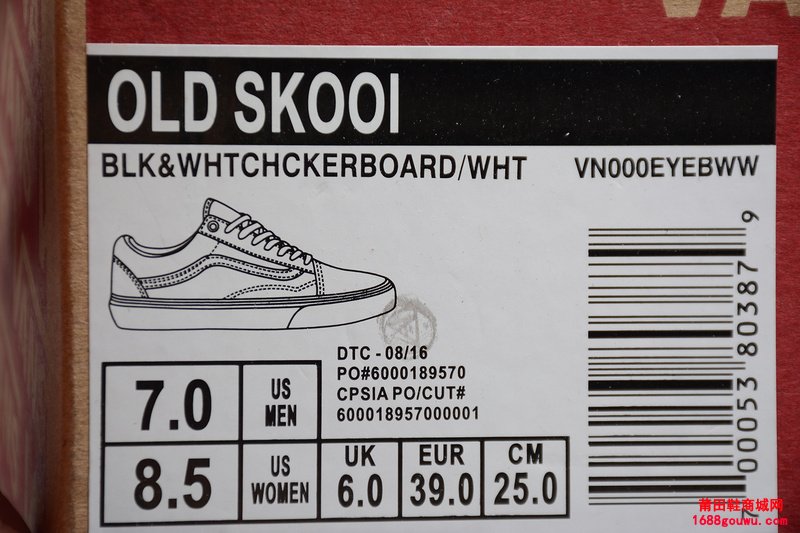 VA
OLD SKOOI
BLK&WHTCHCKERBOARD/WHT VN000EYEBWW
DTC - 08/16
PO#6000189570
CPSIA PO/CUT#
600018957000001
7.0 US MEN
8.5 US WOMEN
UK 6.0
EUR 39.0
CM 25.0
00053 80387 9
莆田鞋商城网
1688gouwu.com